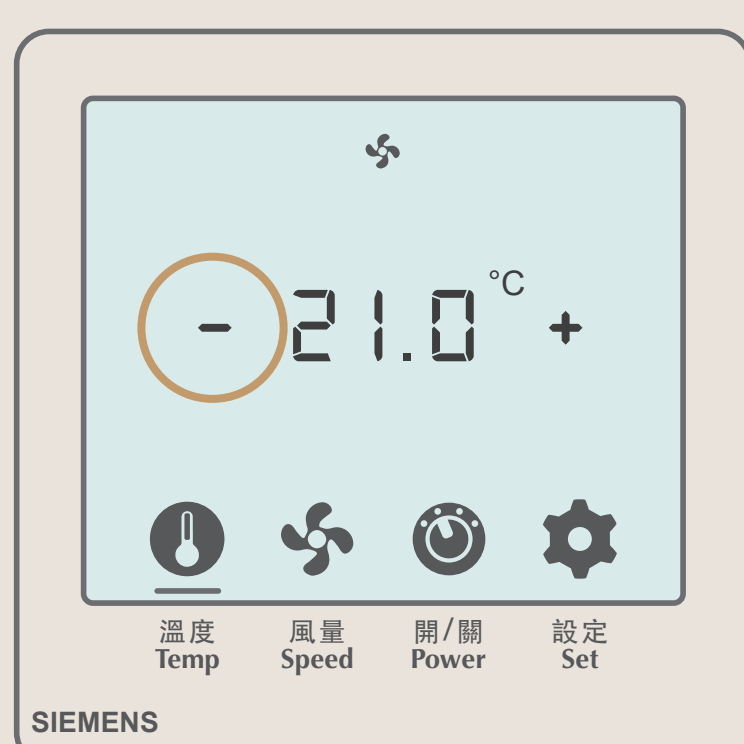 - 21.0 °C +
溫度 風量 開/關 設定
Temp Speed Power Set
SIEMENS